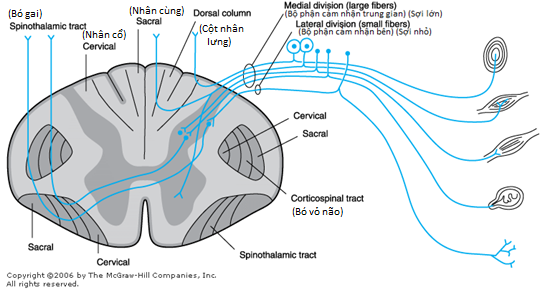 (Bó gai)
Spinothalamic tract
(Nhân cổ)
Cervical
(Nhân cùng)
Sacral
Dorsal column
(Cột nhân
lưng)
Medial division (large fibers)
(Bộ phận cảm nhận trung gian) (Sợi lớn)
Lateral division (small fibers)
(Bộ phận cảm nhận bên) (Sợi nhỏ)
Cervical
Sacral
Corticospinal tract
(Bó vỏ não)
Sacral
Cervical
Spinothalamic tract
Copyright ©2006 by The McGraw-Hill Companies, Inc.
All rights reserved.